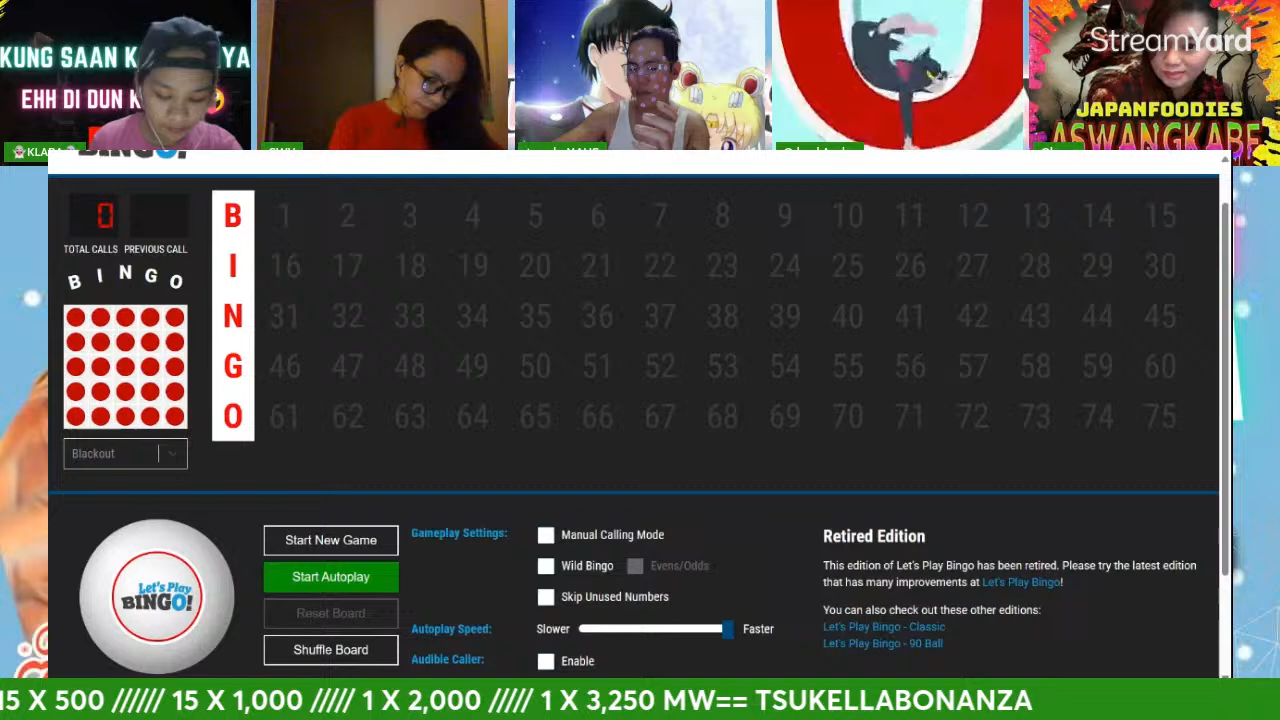 KUNG SAAN
EHH DI DUN
StreamYard
JAPANFOODIES
ASWANGKABE
BINGO!
0
TOTAL CALLS PREVIOUS CALL
B I N G O
Blackout
B 1 2 3 4 5 6 7 8 9 10 11 12 13 14 15
I 16 17 18 19 20 21 22 23 24 25 26 27 28 29 30
N 31 32 33 34 35 36 37 38 39 40 41 42 43 44 45
G 46 47 48 49 50 51 52 53 54 55 56 57 58 59 60
O 61 62 63 64 65 66 67 68 69 70 71 72 73 74 75
Let's Play
BINGO!
Start New Game
Start Autoplay
Reset Board
Shuffle Board
Gameplay Settings:
Manual Calling Mode
Wild Bingo Evens/Odds
Skip Unused Numbers
Autoplay Speed: Slower Faster
Audible Caller: Enable
Retired Edition
This edition of Let's Play Bingo has been retired. Please try the latest edition
that has many improvements at Let's Play Bingo!
You can also check out these other editions:
Let's Play Bingo - Classic
Let's Play Bingo - 90 Ball
15 X 500 ////// 15 X 1,000 ///// 1 X 2,000 ///// 1 X 3,250 MW== TSUKELLABONANZA